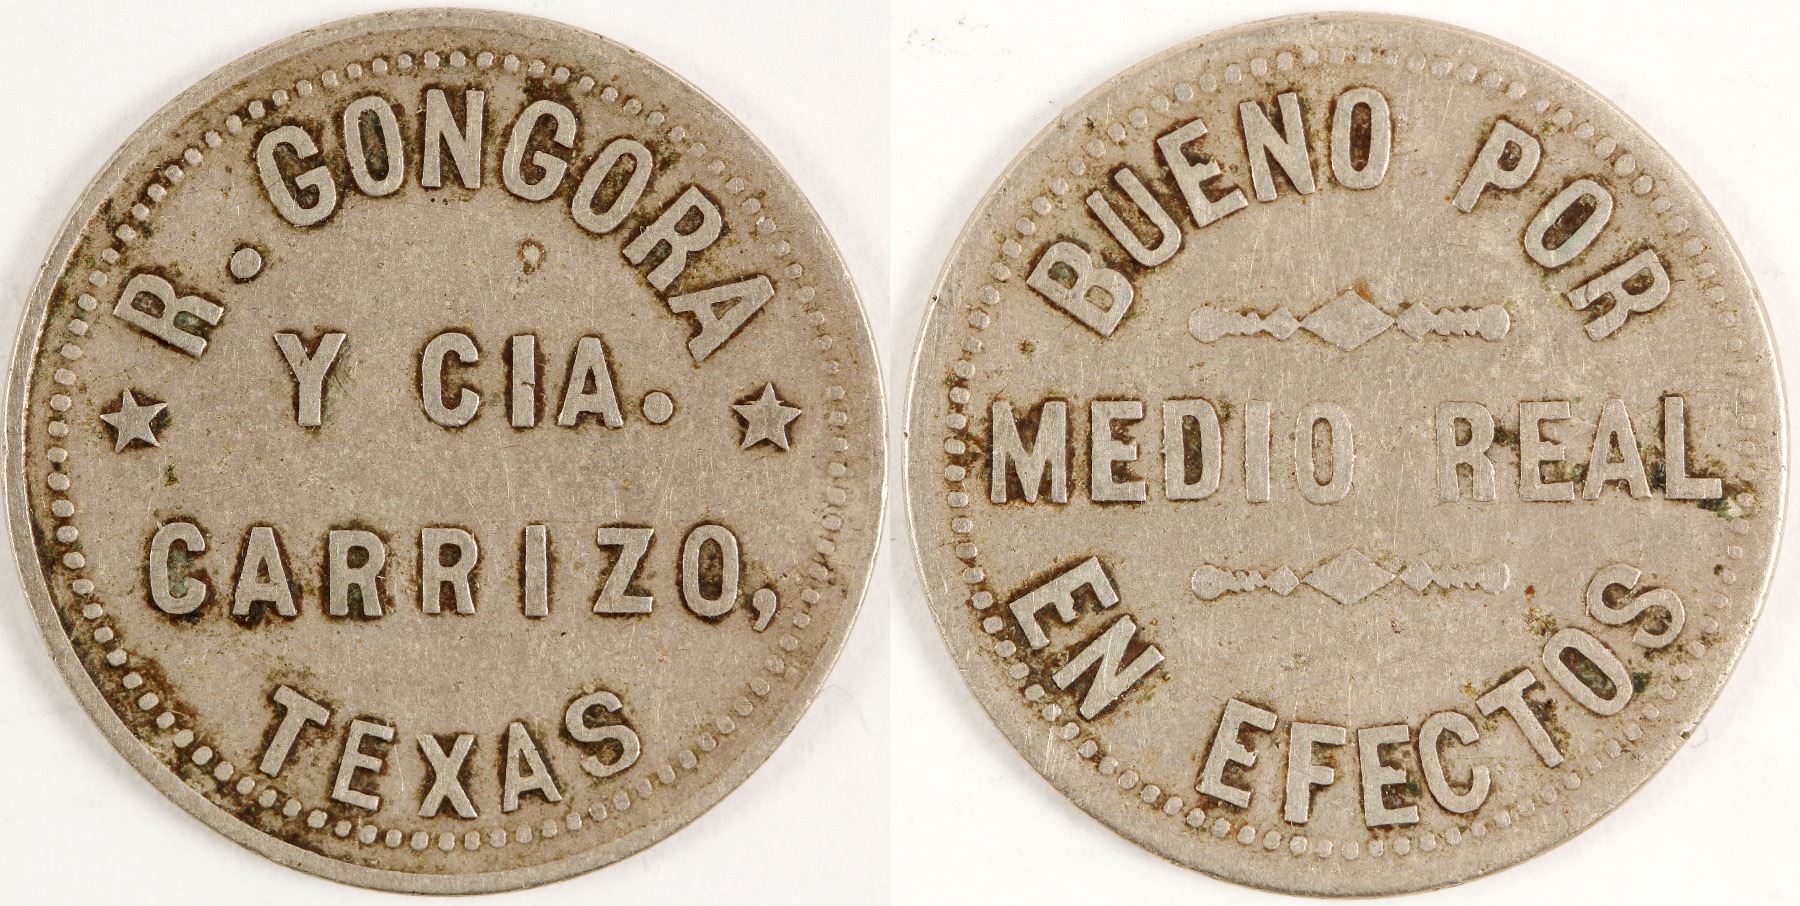 R. GONGORA
Y CIA.
CARRIZO,
TEXAS
BUENO POR
MEDIO REAL
EN EFECTOS